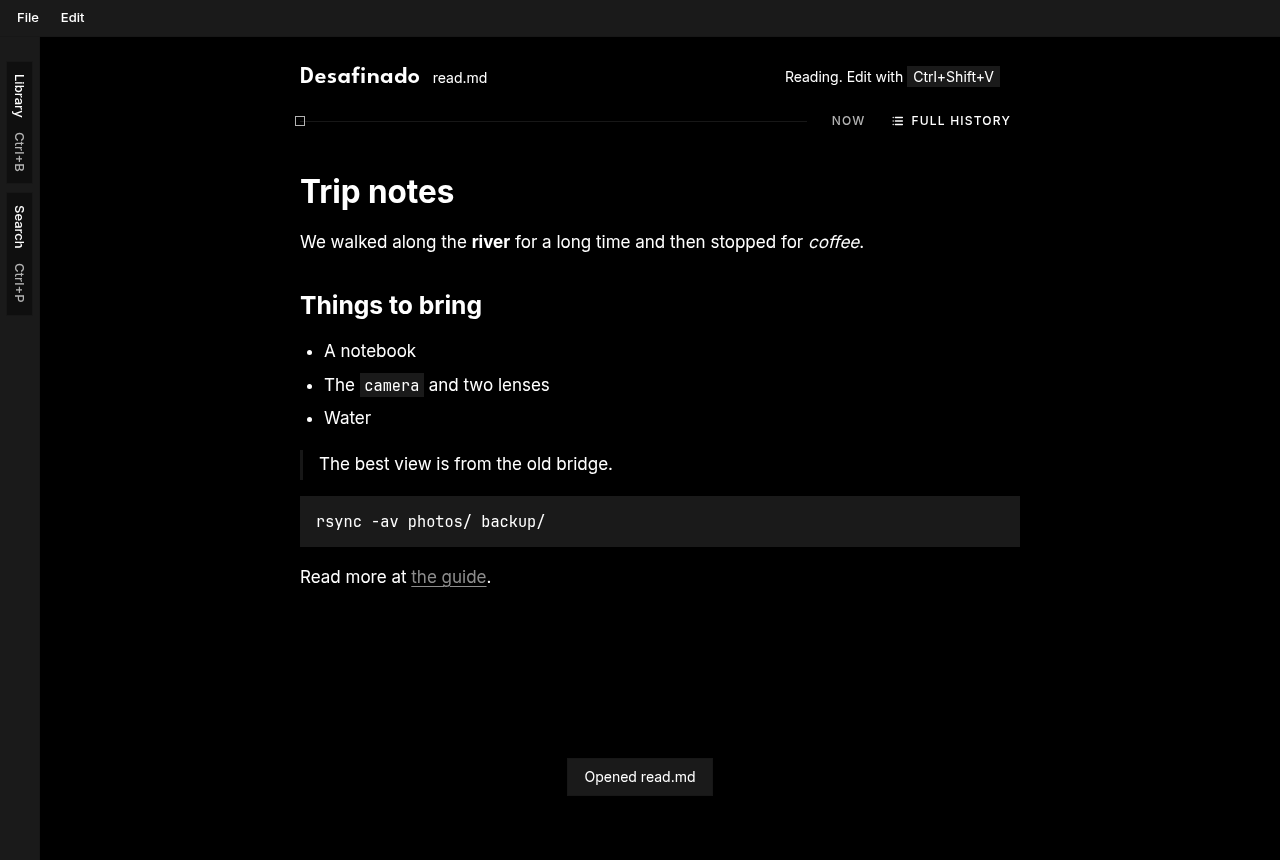 File Edit
Library Ctrl+B
Search Ctrl+P
Desafinado read.md Reading. Edit with Ctrl+Shift+V
NOW FULL HISTORY
Trip notes
We walked along the river for a long time and then stopped for coffee.
Things to bring
• A notebook
• The camera and two lenses
• Water
The best view is from the old bridge.
rsync -av photos/ backup/
Read more at the guide.
Opened read.md